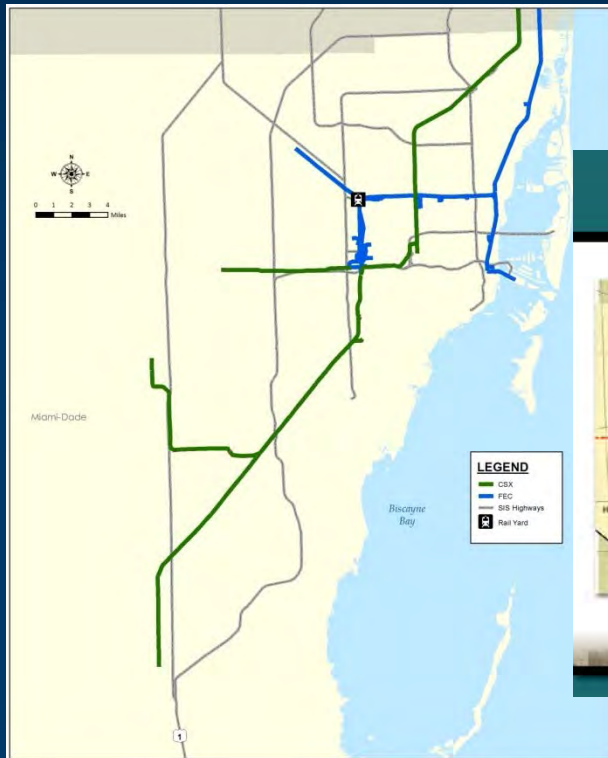 N
W E
S
0 1 2 3 4
Miles
Miami-Dade
LEGEND
CSX
FEC
SIS Highways
Rail Yard
Biscayne
Bay
1
H